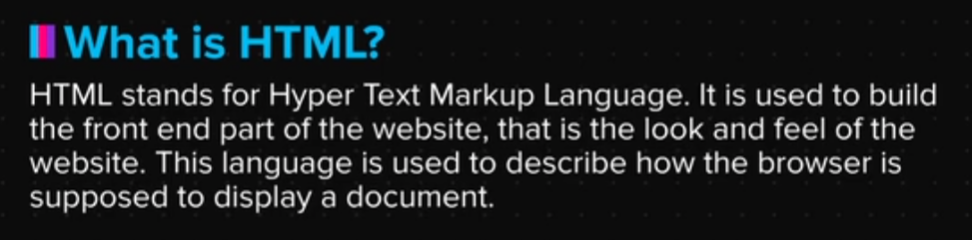 What is HTML?
HTML stands for Hyper Text Markup Language. It is used to build
the front end part of the website, that is the look and feel of the
website. This language is used to describe how the browser is
supposed to display a document.